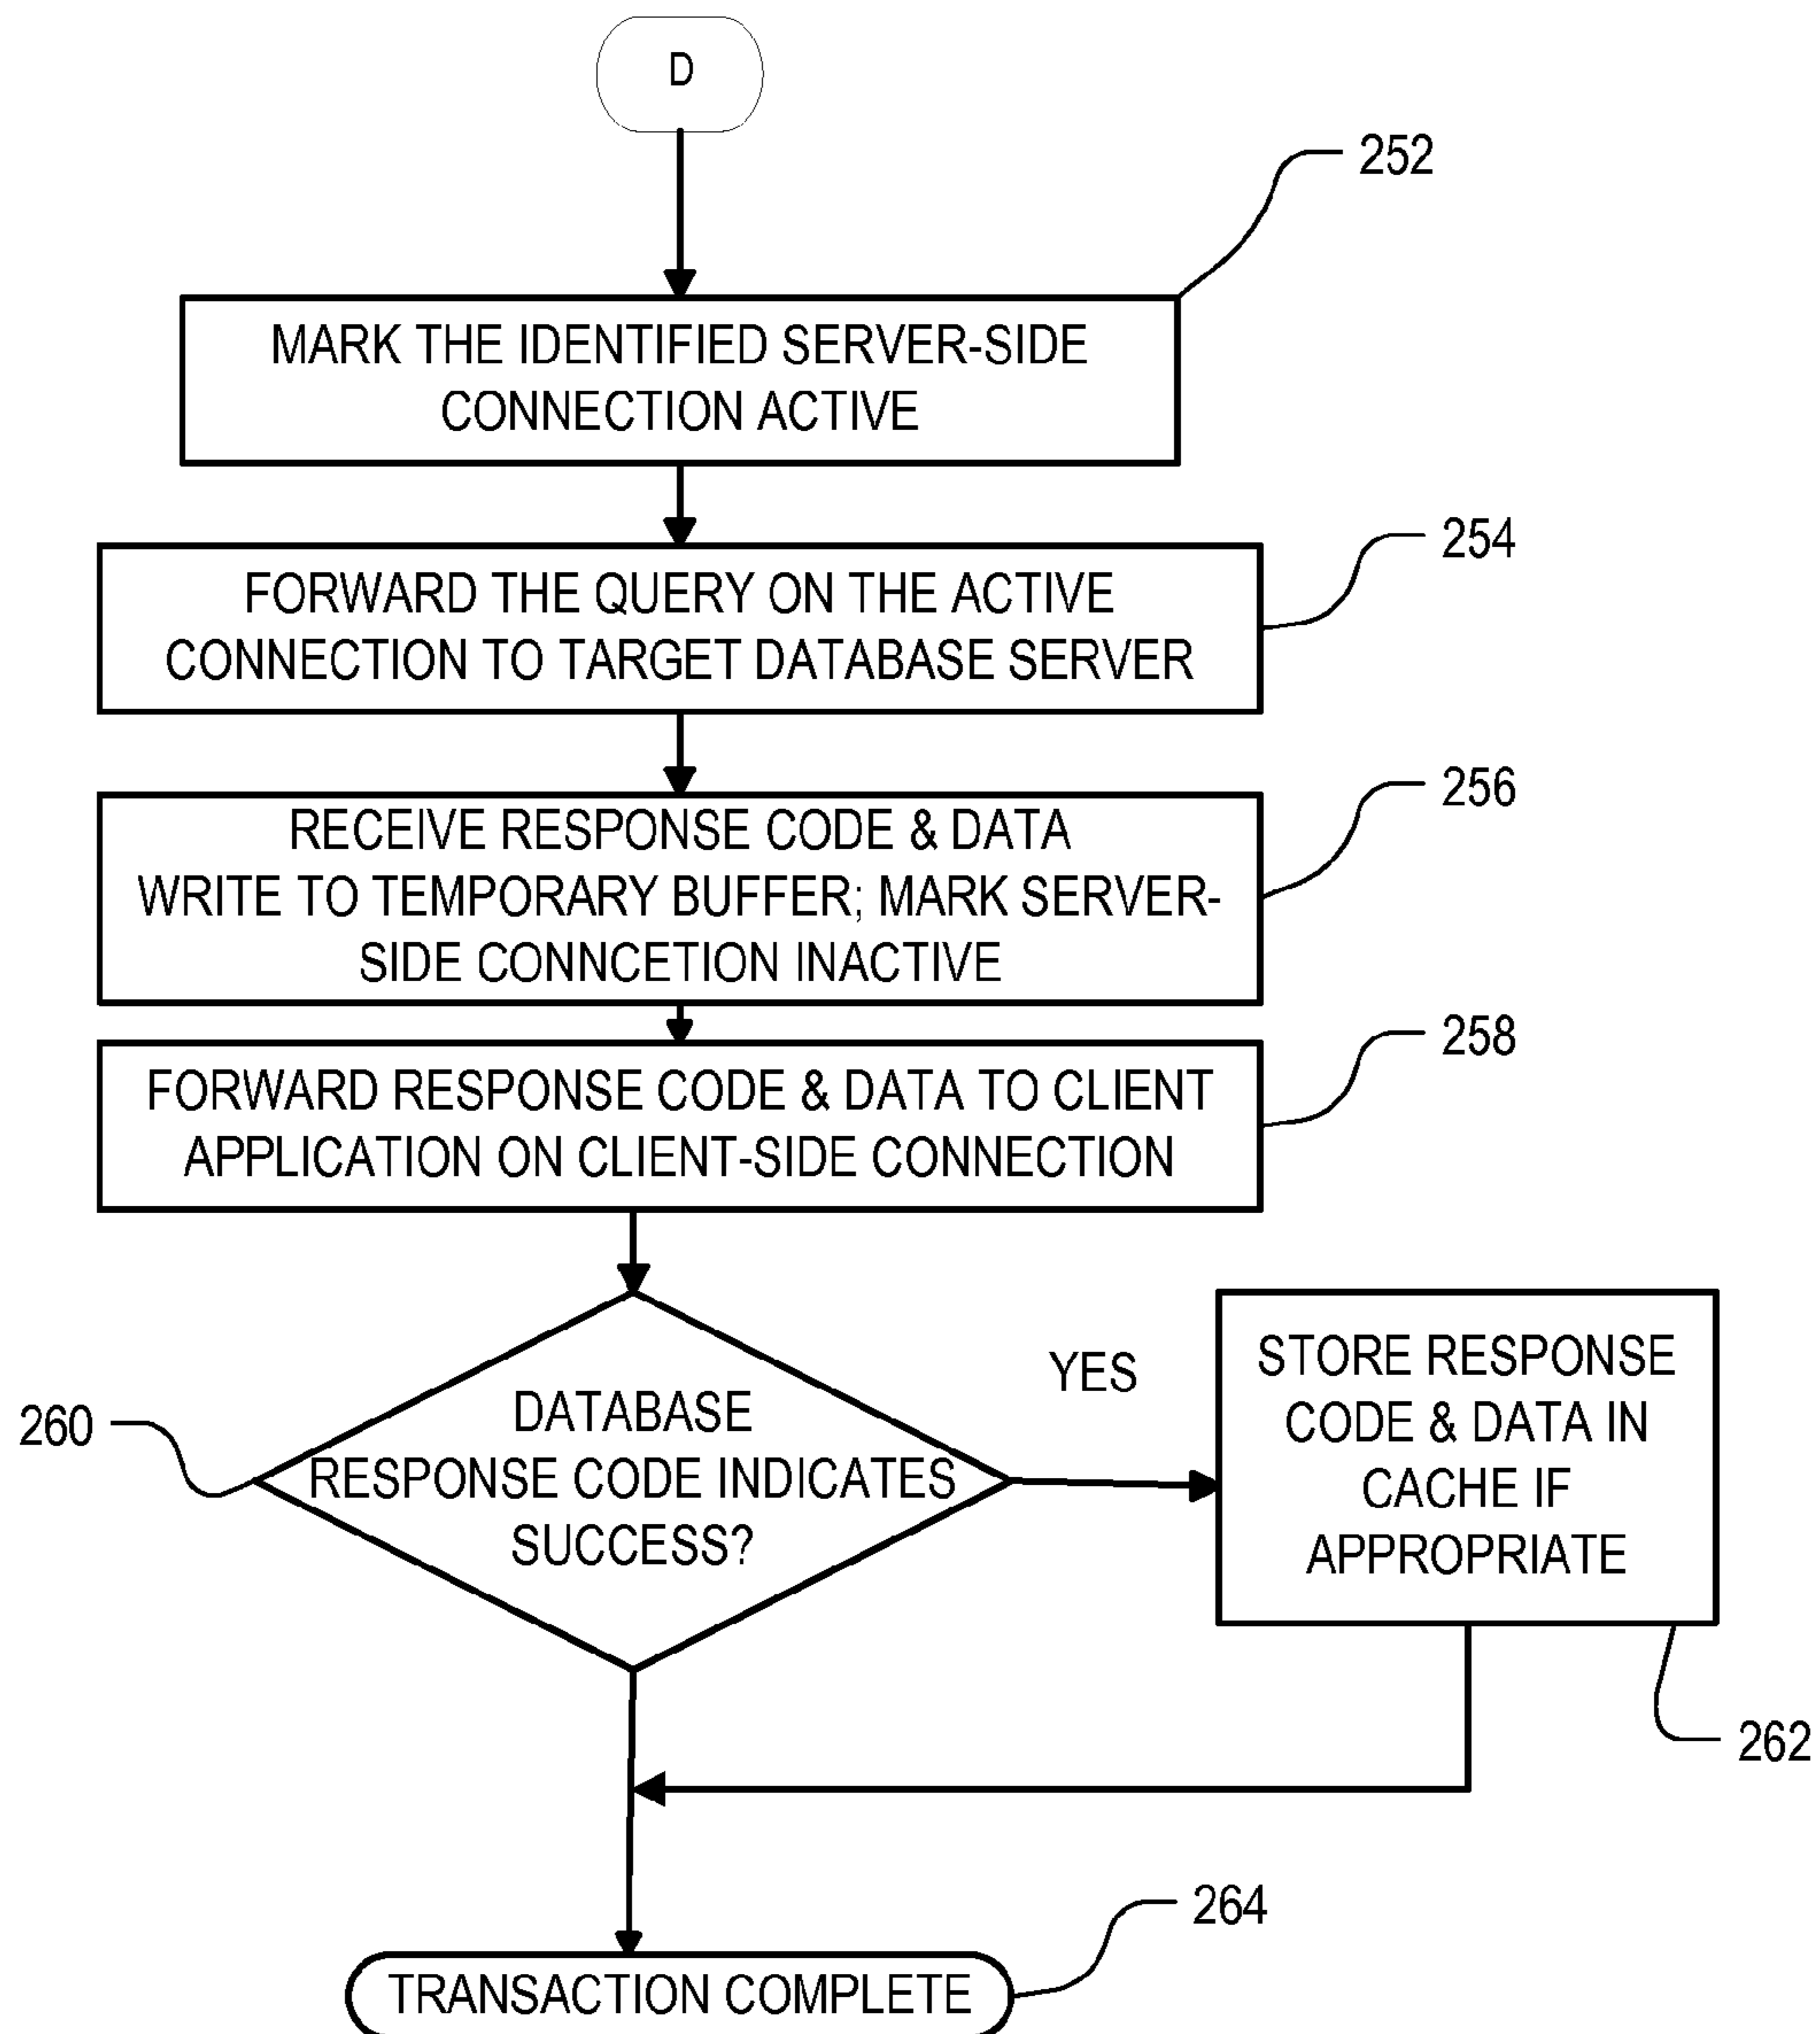 D
252
MARK THE IDENTIFIED SERVER-SIDE
CONNECTION ACTIVE
254
FORWARD THE QUERY ON THE ACTIVE
CONNECTION TO TARGET DATABASE SERVER
256
RECEIVE RESPONSE CODE & DATA
WRITE TO TEMPORARY BUFFER; MARK SERVER-
SIDE CONNCETION INACTIVE
258
FORWARD RESPONSE CODE & DATA TO CLIENT
APPLICATION ON CLIENT-SIDE CONNECTION
260
DATABASE
RESPONSE CODE INDICATES
SUCCESS?
YES
STORE RESPONSE
CODE & DATA IN
CACHE IF
APPROPRIATE
262
264
TRANSACTION COMPLETE